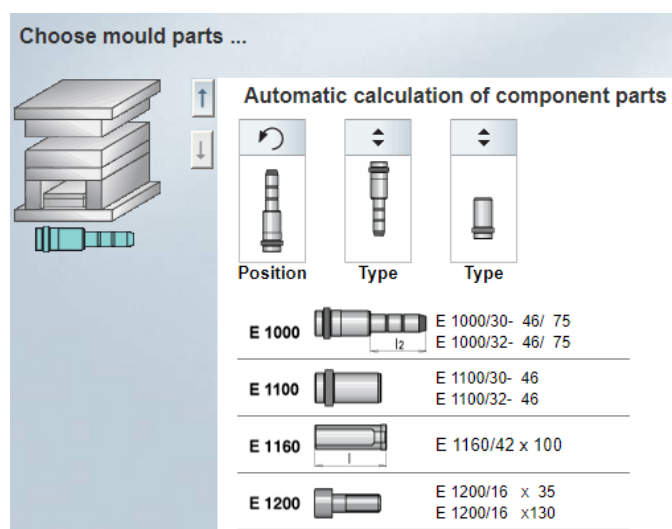 Choose mould parts ...
Automatic calculation of component parts
Position Type Type
E 1000 l2 E 1000/30- 46/ 75
E 1000/32- 46/ 75
E 1100 E 1100/30- 46
E 1100/32- 46
E 1160 l E 1160/42 x 100
E 1200 E 1200/16 x 35
E 1200/16 x130